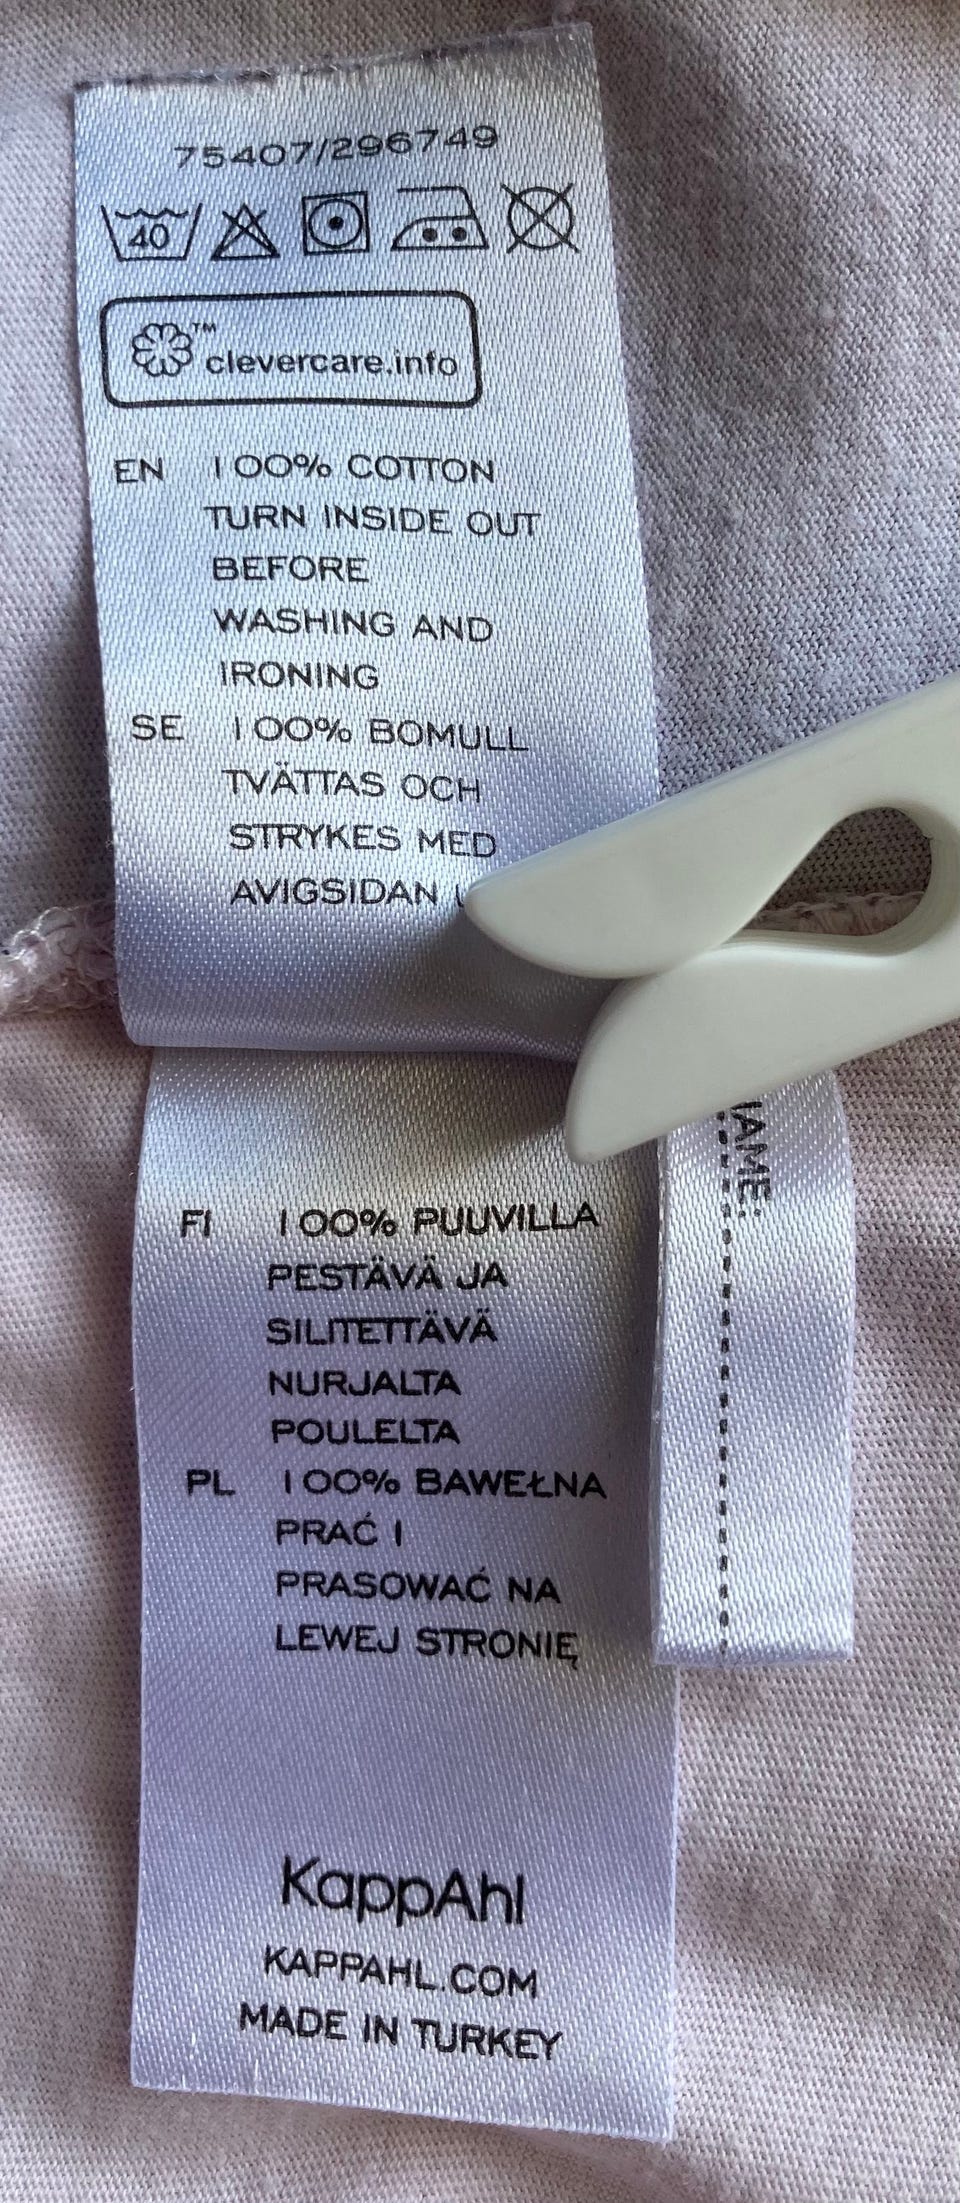 75407/296749
40
™
clevercare.info
EN 100% COTTON
TURN INSIDE OUT
BEFORE
WASHING AND
IRONING
SE 100% BOMULL
TVÄTTAS OCH
STRYKES MED
AVIGSIDAN
FI 100% PUUVILLA
PESTÄVÄ JA
SILITETTÄVÄ
NURJALTA
POULELTA
PL 100% BAWEŁNA
PRAĆ I
PRASOWAĆ NA
LEWEJ STRONIĘ
KappAhl
KAPPAHL.COM
MADE IN TURKEY